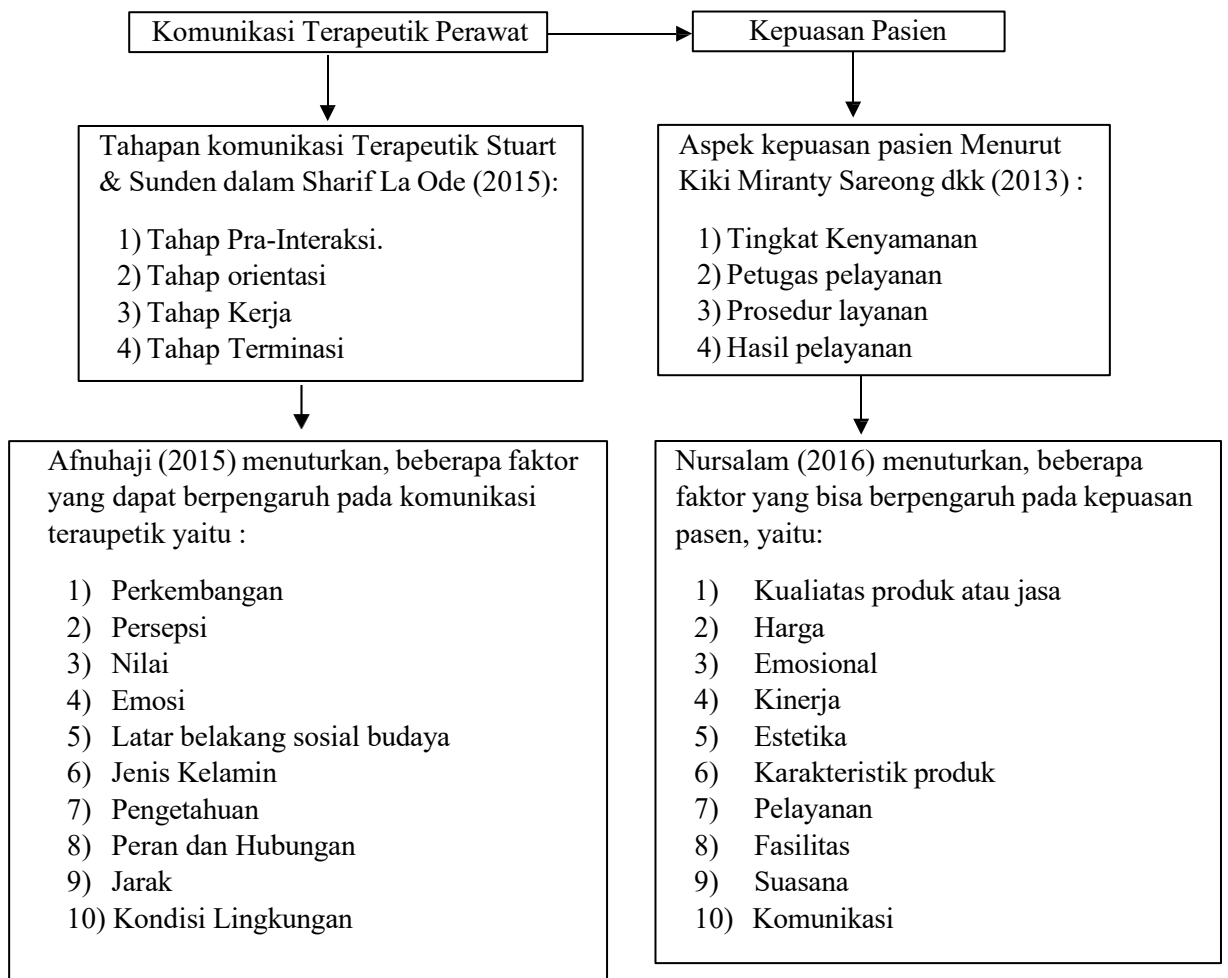 Komunikasi Terapeutik Perawat
Kepuasan Pasien
Tahapan komunikasi Terapeutik Stuart
& Sunden dalam Sharif La Ode (2015):
1) Tahap Pra-Interaksi.
2) Tahap orientasi
3) Tahap Kerja
4) Tahap Terminasi
Aspek kepuasan pasien Menurut
Kiki Miranty Sareong dkk (2013) :
1) Tingkat Kenyamanan
2) Petugas pelayanan
3) Prosedur layanan
4) Hasil pelayanan
Afnuhaji (2015) menuturkan, beberapa faktor
yang dapat berpengaruh pada komunikasi
teraupetik yaitu :
1) Perkembangan
2) Persepsi
3) Nilai
4) Emosi
5) Latar belakang sosial budaya
6) Jenis Kelamin
7) Pengetahuan
8) Peran dan Hubungan
9) Jarak
10) Kondisi Lingkungan
Nursalam (2016) menuturkan, beberapa
faktor yang bisa berpengaruh pada kepuasan
pasen, yaitu:
1) Kualiatas produk atau jasa
2) Harga
3) Emosional
4) Kinerja
5) Estetika
6) Karakteristik produk
7) Pelayanan
8) Fasilitas
9) Suasana
10) Komunikasi